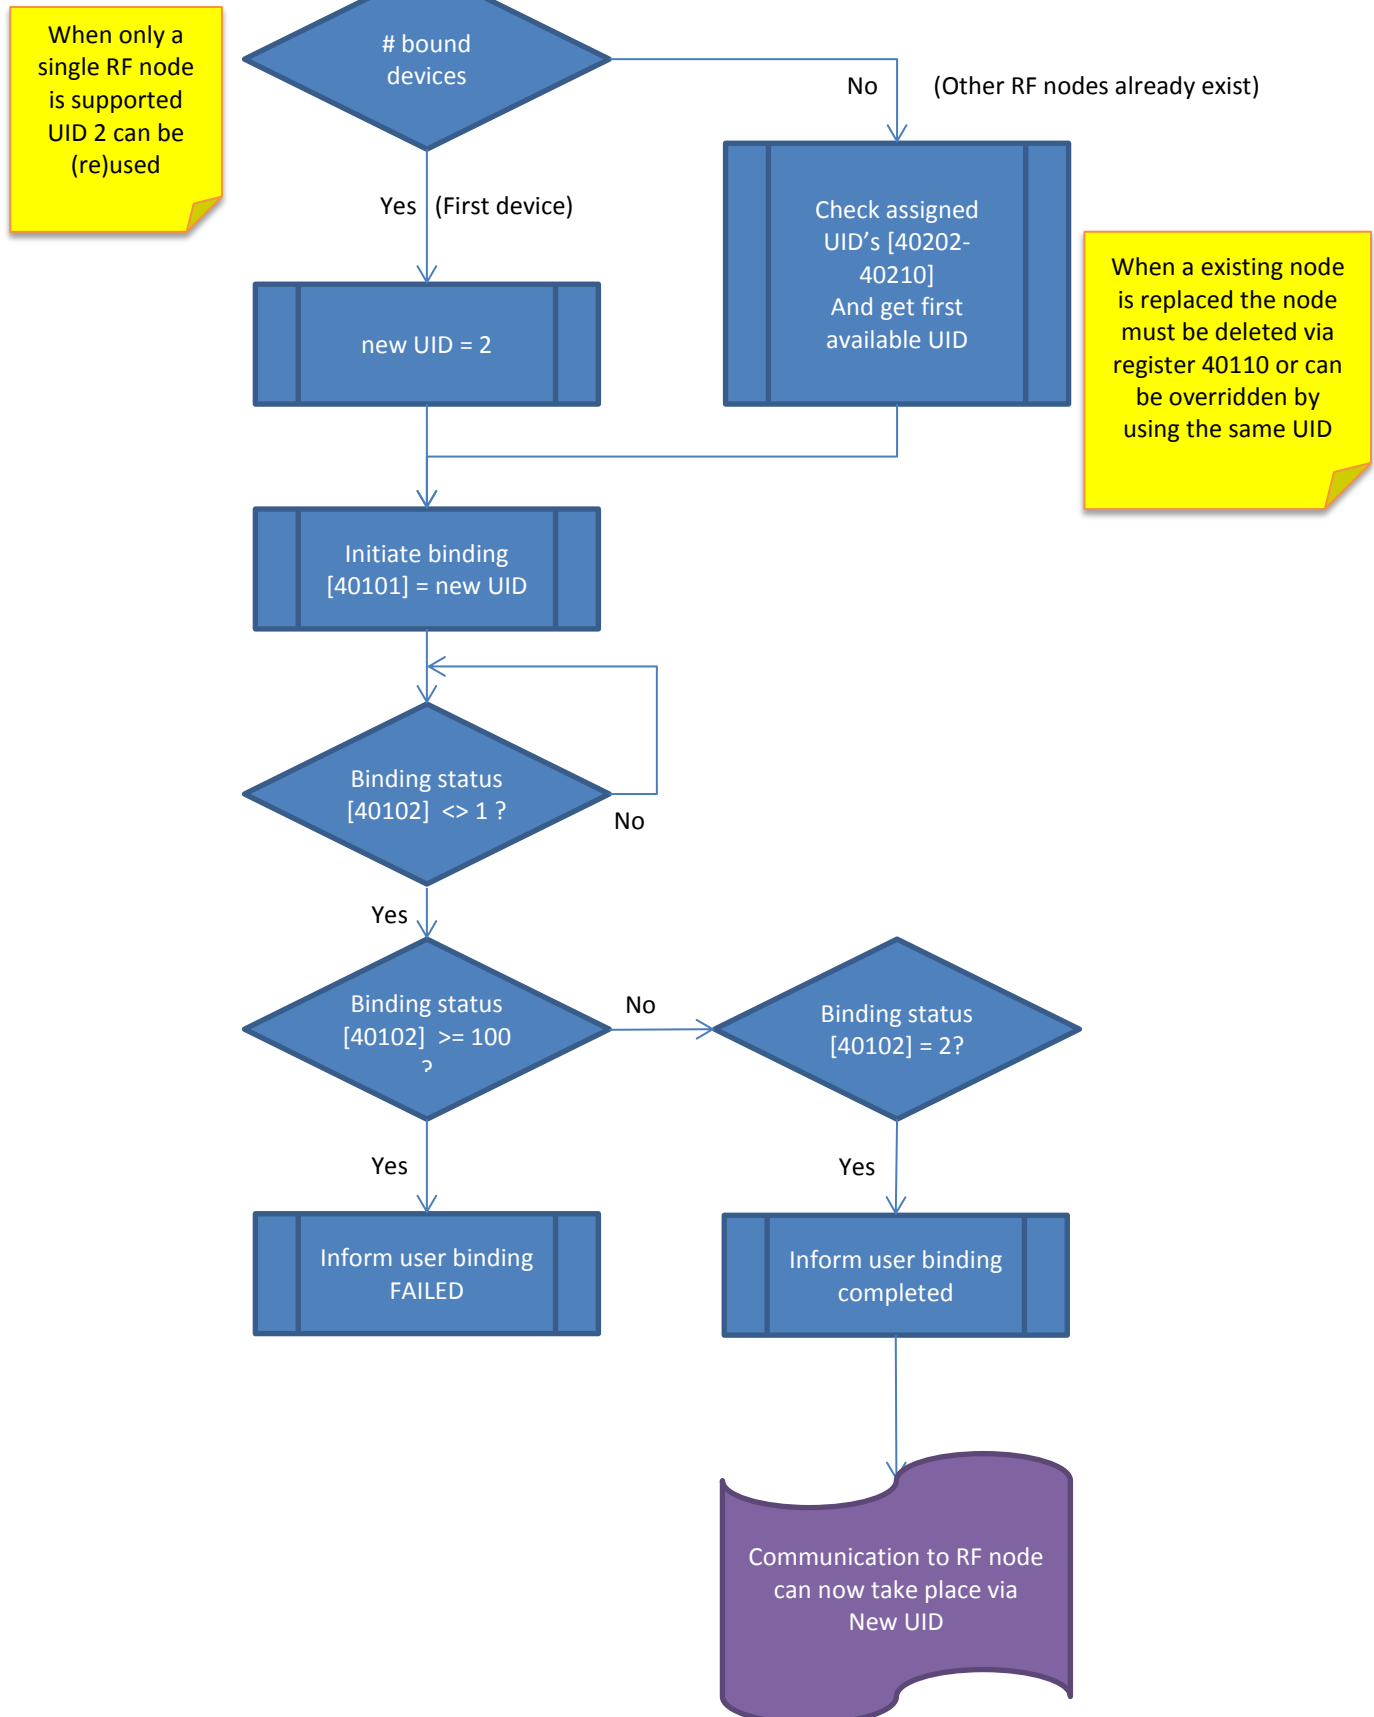 When only a
single RF node
is supported
UID 2 can be
(re)used
# bound
devices
No (Other RF nodes already exist)
Yes (First device)
Check assigned
UID's [40202-
40210]
And get first
available UID
When a existing node
is replaced the node
must be deleted via
register 40110 or can
be overridden by
using the same UID
new UID = 2
Initiate binding
[40101] = new UID
Binding status
[40102] <> 1 ?
No
Yes
Binding status
[40102] >= 100
?
No
Binding status
[40102] = 2?
Yes
Yes
Inform user binding
FAILED
Inform user binding
completed
Communication to RF node
can now take place via
New UID